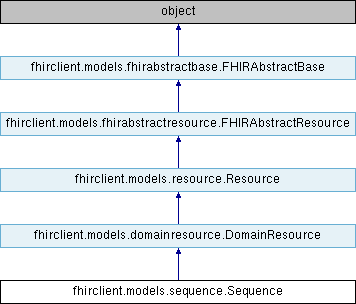 object
fhirclient.models.fhirabstractbase.FHIRAbstractBase
fhirclient.models.fhirabstractresource.FHIRAbstractResource
fhirclient.models.resource.Resource
fhirclient.models.domainresource.DomainResource
fhirclient.models.sequence.Sequence